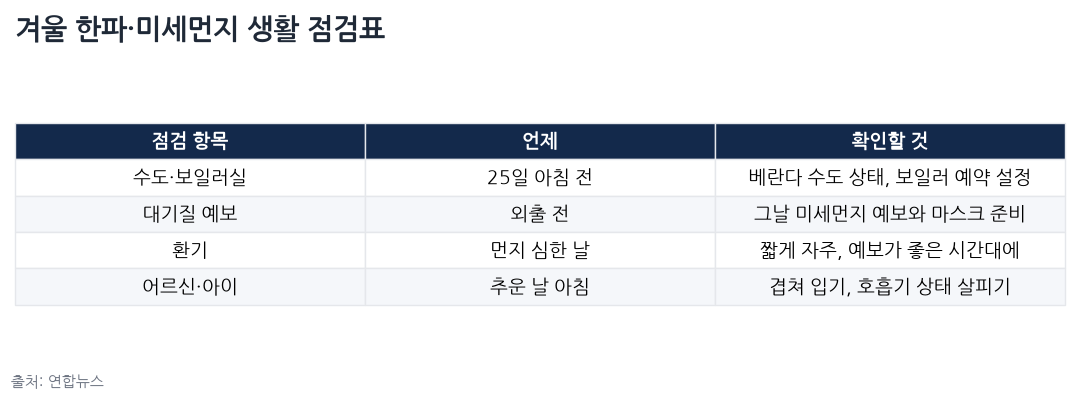 겨울 한파·미세먼지 생활 점검표
점검 항목 언제 확인할 것
수도·보일러실 25일 아침 전 베란다 수도 상태, 보일러 예약 설정
대기질 예보 외출 전 그날 미세먼지 예보와 마스크 준비
환기 먼지 심한 날 짧게 자주, 예보가 좋은 시간대에
어르신·아이 추운 날 아침 겹쳐 입기, 호흡기 상태 살피기
출처: 연합뉴스